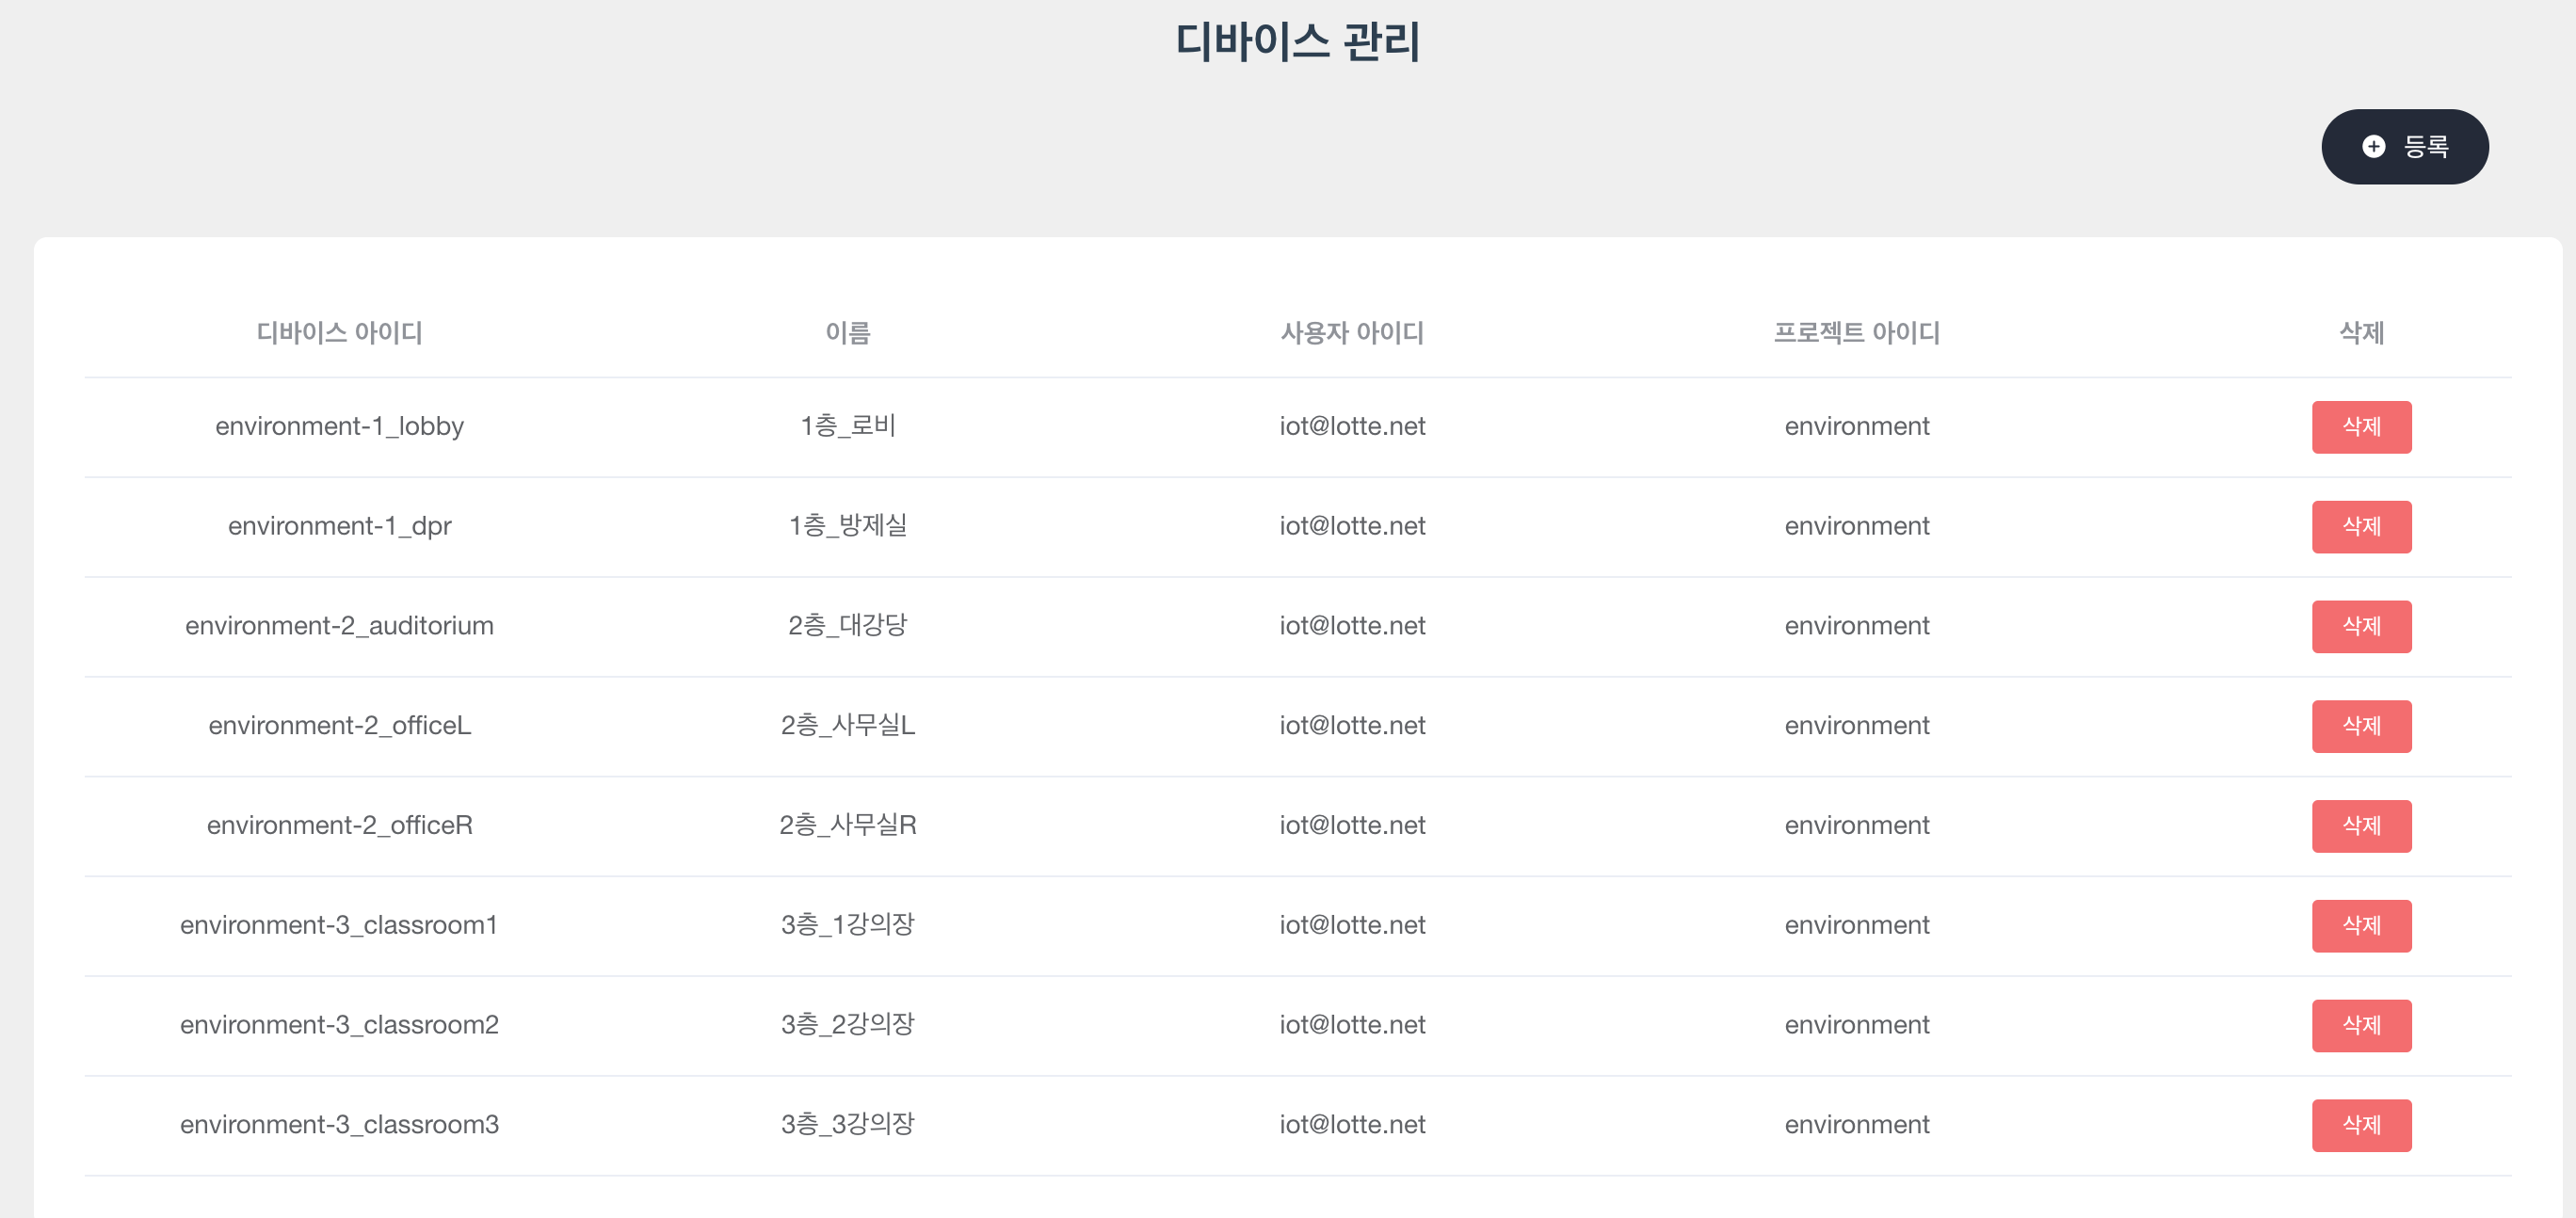 디바이스 관리
등록
디바이스 아이디 이름 사용자 아이디 프로젝트 아이디 삭제
environment-1_lobby 1층_로비 iot@lotte.net environment 삭제
environment-1_dpr 1층_방제실 iot@lotte.net environment 삭제
environment-2_auditorium 2층_대강당 iot@lotte.net environment 삭제
environment-2_officeL 2층_사무실L iot@lotte.net environment 삭제
environment-2_officeR 2층_사무실R iot@lotte.net environment 삭제
environment-3_classroom1 3층_1강의장 iot@lotte.net environment 삭제
environment-3_classroom2 3층_2강의장 iot@lotte.net environment 삭제
environment-3_classroom3 3층_3강의장 iot@lotte.net environment 삭제